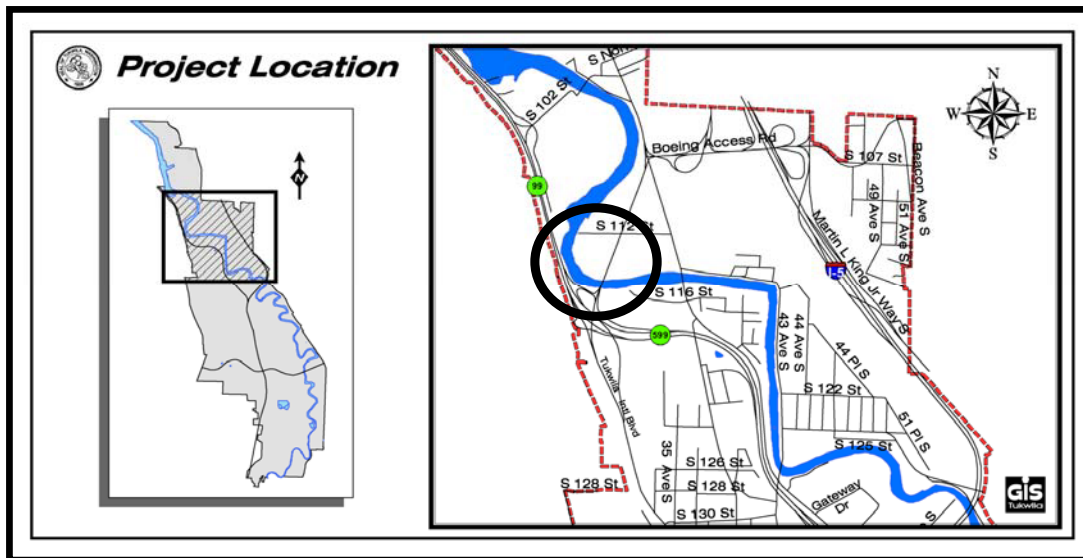 Project Location
N
S 102 St
S Nor
N
W
E
S
Boeing Access Rd
S 107 St
Beacon Ave S
49 Ave S
51 Ave S
99
S 112 St
Martin L King Jr Way S
I-5
S 116 St
599
43 Ave S
44 Ave S
44 Pl S
Tukwila Intl Blvd
S 122 St
51 Pl S
35 Ave S
S 125 St
S 126 St
S 128 St
S 128 St
S 130 St
Gateway Dr
S
GIS
Tukwila